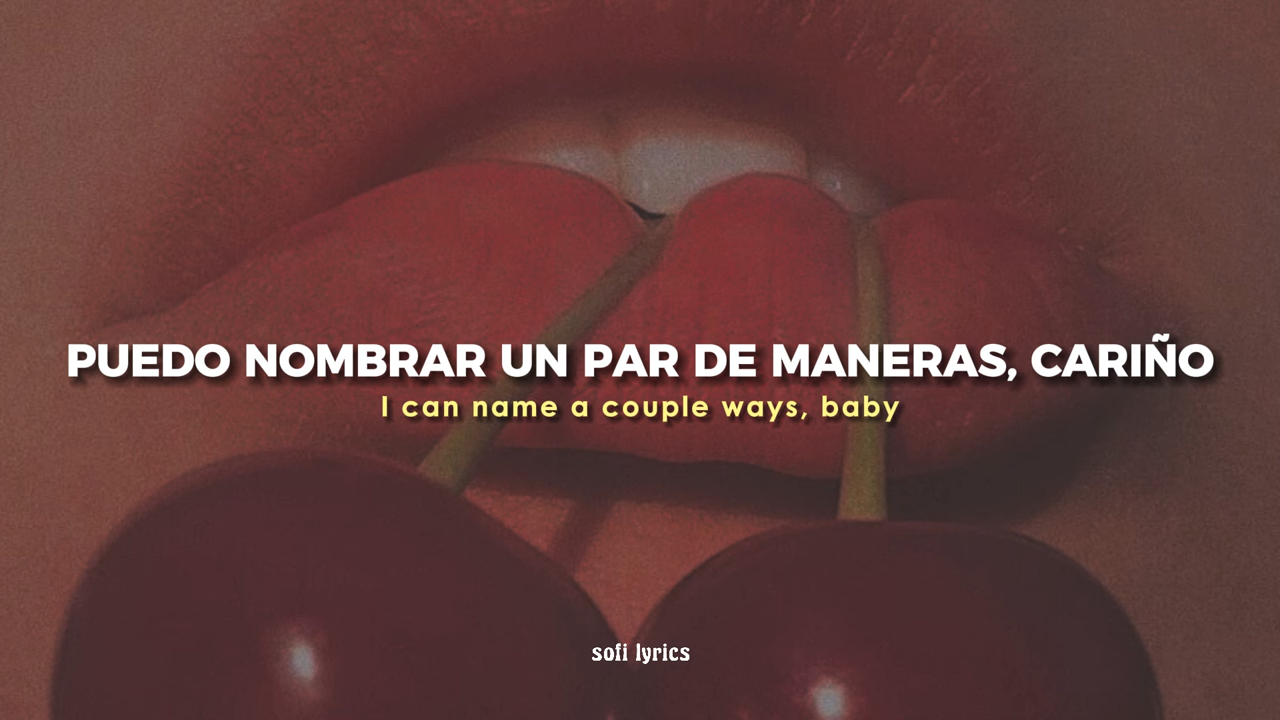 PUEDO NOMBRAR UN PAR DE MANERAS, CARIÑO
I can name a couple ways, baby
sofi lyrics